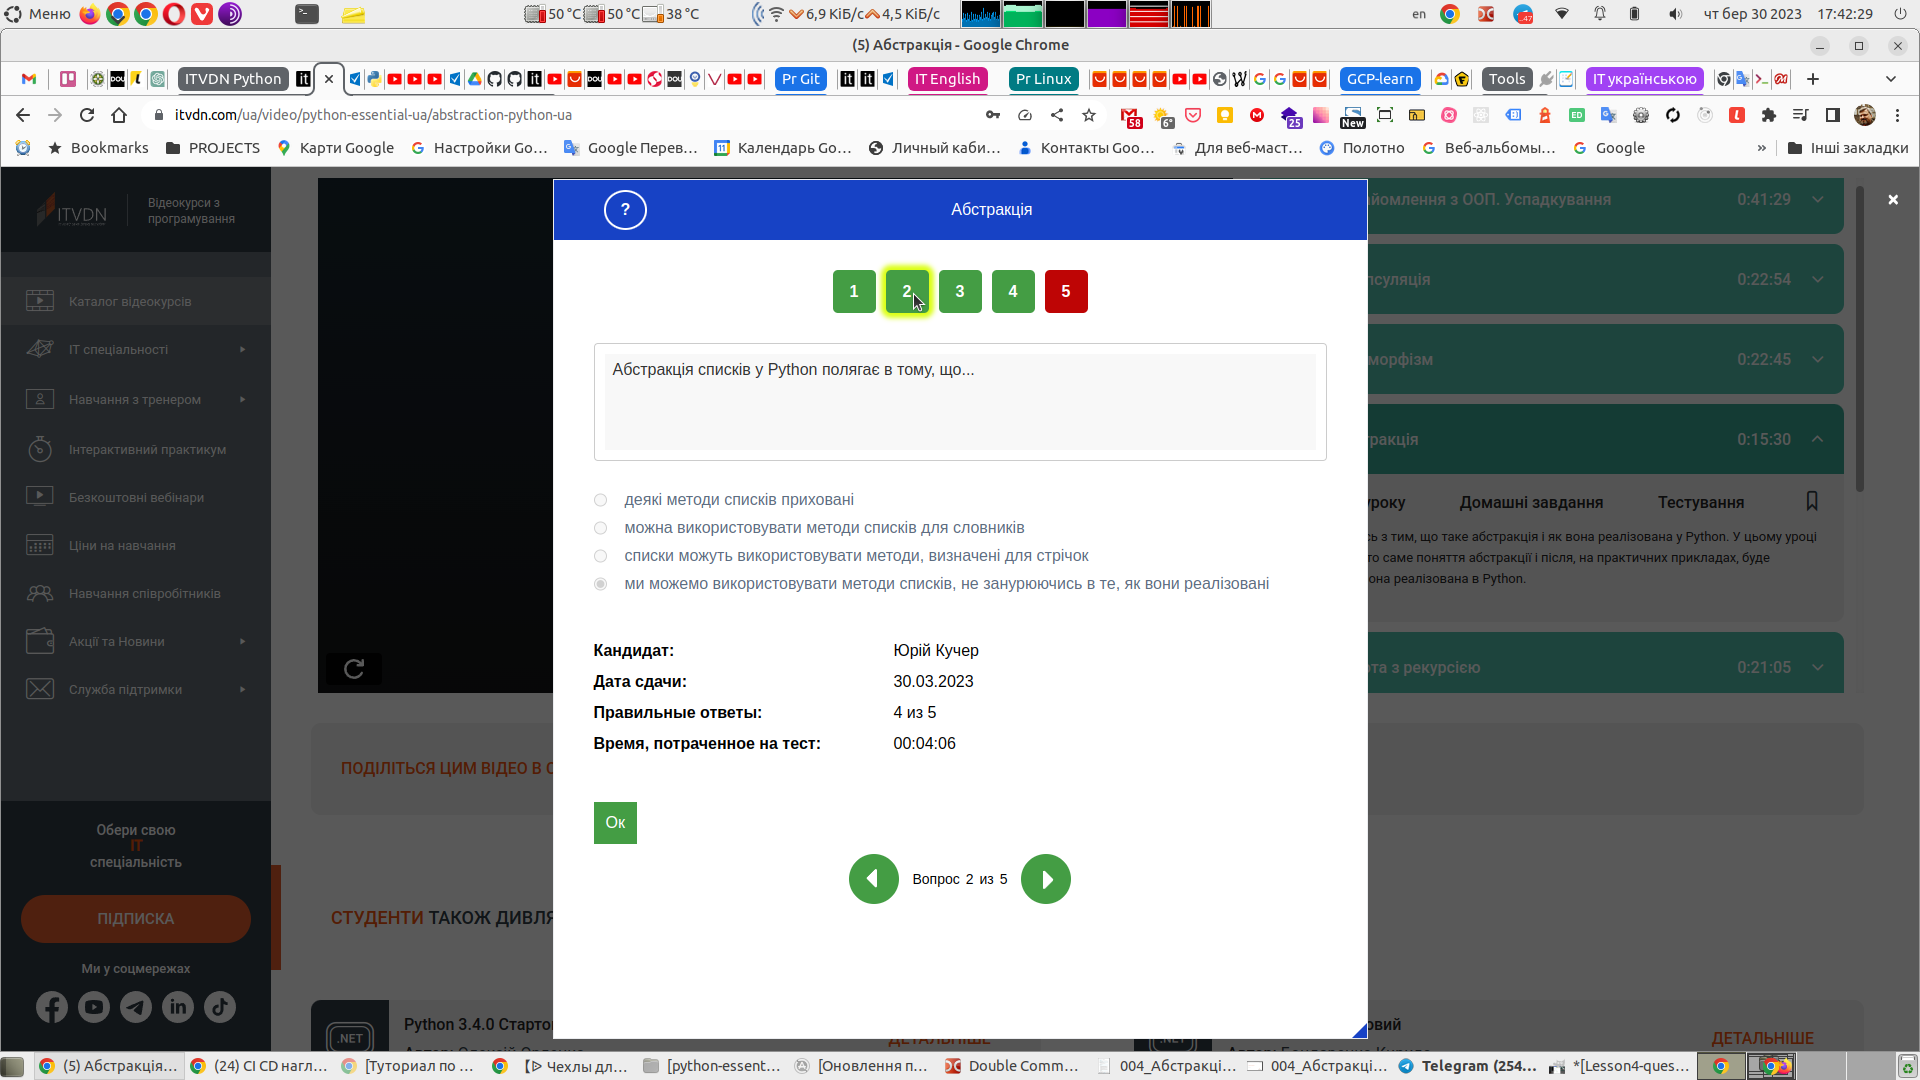 Меню
50 °C
50 °C
38 °C
6,9 КіБ/с
4,5 КіБ/с
en
чт бер 30 2023
17:42:29
(5) Абстракція - Google Chrome
ITVDN Python
Pr Git
IT English
Pr Linux
GCP-learn
Tools
IT українською
itvdn.com/ua/video/python-essential-ua/abstraction-python-ua
58
6°
25
New
Bookmarks
PROJECTS
Карти Google
Настройки Go...
Google Перев...
Календарь Go...
Личный каби...
Контакты Goo...
Для веб-маст...
Полотно
Веб-альбомы...
Google
»
Інші закладки
ITVDN
Відеокурси з
програмування
Каталог відеокурсів
IT спеціальності
Навчання з тренером
Інтерактивний практикум
Безкоштовні вебінари
Ціни на навчання
Навчання співробітників
Акції та Новини
Служба підтримки
Обери свою
IT
спеціальність
ПІДПИСКА
Ми у соцмережах
?
Абстракція
1 2 3 4 5
Абстракція списків у Python полягає в тому, що...
деякі методи списків приховані
можна використовувати методи списків для словників
списки можуть використовувати методи, визначені для стрічок
ми можемо використовувати методи списків, не занурюючись в те, як вони реалізовані
Кандидат: Юрій Кучер
Дата сдачи: 30.03.2023
Правильные ответы: 4 из 5
Время, потраченное на тест: 00:04:06
Ок
Вопрос 2 из 5
йомлення з ООП. Успадкування 0:41:29
псуляція 0:22:54
морфізм 0:22:45
ракція 0:15:30
уроку Домашні завдання Тестування
ь з тим, що таке абстракція і як вона реалізована у Python. У цьому уроці
то саме поняття абстракції і після, на практичних прикладах, буде
она реалізована в Python.
ота з рекурсією 0:21:05
ПОДІЛІТЬСЯ ЦИМ ВІДЕО В С
СТУДЕНТИ ТАКОЖ ДИВЛЯ
.NET
Python 3.4.0 Старто
ДЕТАЛЬНІШЕ
овий
ДЕТАЛЬНІШЕ
(5) Абстракція...
(24) CI CD нагл...
[Туториал по ...
Чехлы дл...
[python-essent...
[Оновлення п...
Double Comm...
004_Абстракці...
004_Абстракці...
Telegram (254...
*[Lesson4-ques...